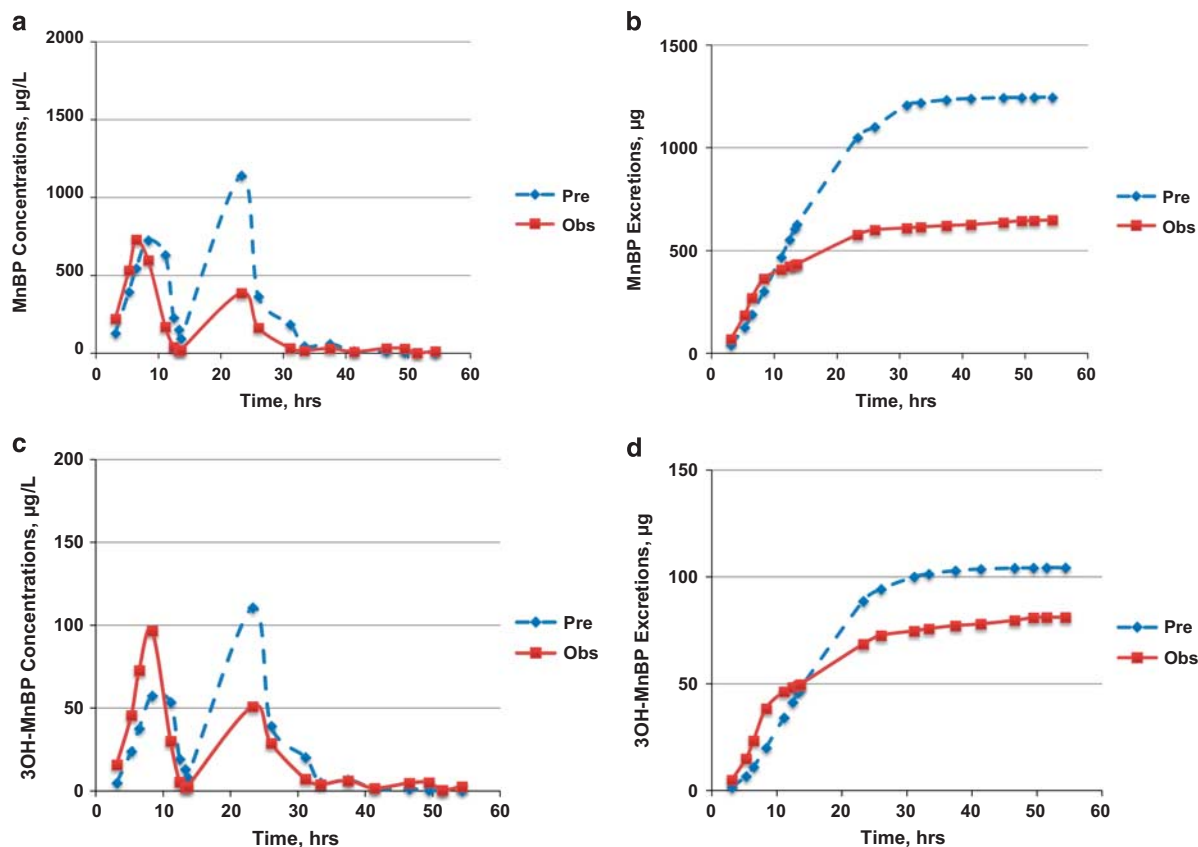 a
MnBP Concentrations, µg/L
2000
1500
1000
500
0
0 10 20 30 40 50 60
Time, hrs
Pre
Obs
b
MnBP Excretions, µg
1500
1000
500
0
0 10 20 30 40 50 60
Time, hrs
Pre
Obs
c
3OH-MnBP Concentrations, µg/L
200
150
100
50
0
0 10 20 30 40 50 60
Time, hrs
Pre
Obs
d
3OH-MnBP Excretions, µg
150
100
50
0
0 10 20 30 40 50 60
Time, hrs
Pre
Obs